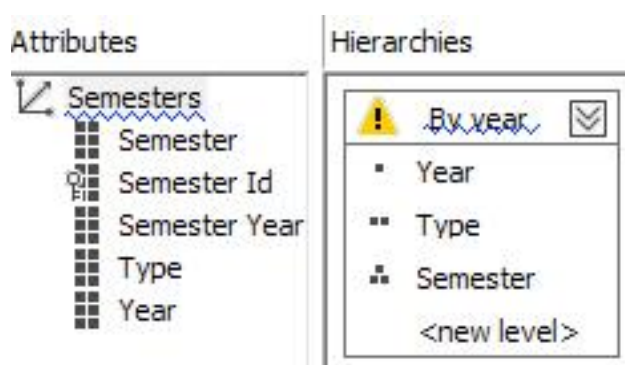 Attributes
Semesters
Semester
Semester Id
Semester Year
Type
Year
Hierarchies
By year
Year
Type
Semester
<new level>